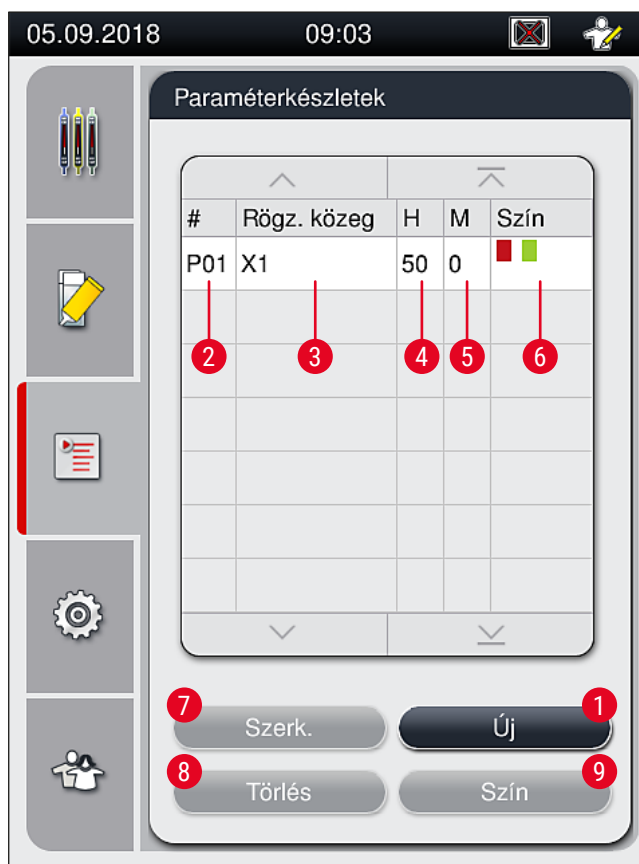 05.09.2018 09:03
Paraméterkészletek
# Rögz. közeg H M Szín
P01 X1 50 0
2 3 4 5 6
7 1
Szerk. Új
8 9
Törlés Szín